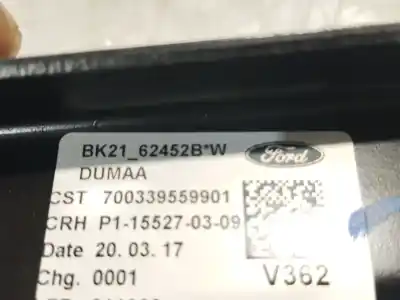 BK21_62452B*W
Ford
DUMAA
CST 700339559901
CRH P1-15527-03-09
Date 20. 03. 17
Chg. 0001
V362